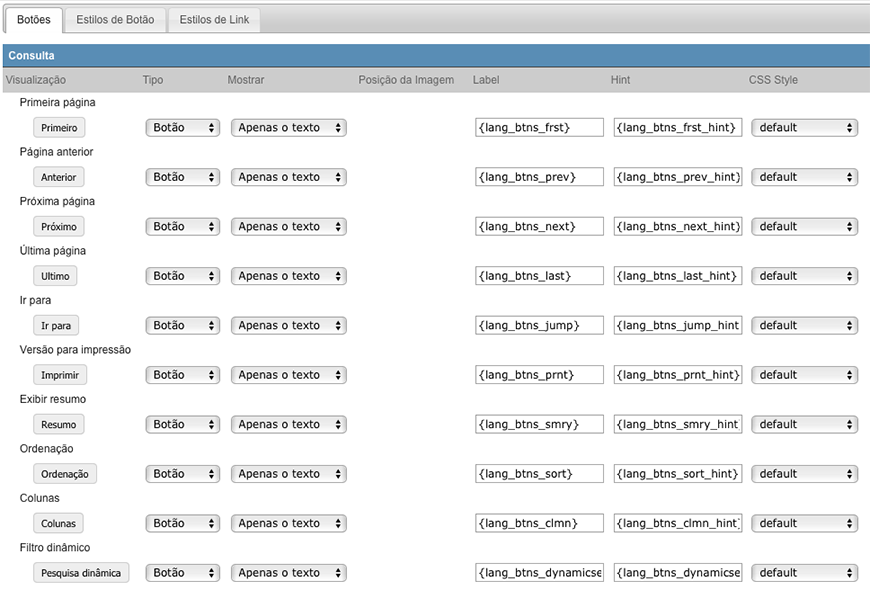 Botões Estilos de Botão Estilos de Link
Consulta
Visualização Tipo Mostrar Posição da Imagem Label Hint CSS Style
Primeira página
Primeiro Botão Apenas o texto {lang_btns_frst} {lang_btns_frst_hint} default
Página anterior
Anterior Botão Apenas o texto {lang_btns_prev} {lang_btns_prev_hint} default
Próxima página
Próximo Botão Apenas o texto {lang_btns_next} {lang_btns_next_hint} default
Última página
Ultimo Botão Apenas o texto {lang_btns_last} {lang_btns_last_hint} default
Ir para
Ir para Botão Apenas o texto {lang_btns_jump} {lang_btns_jump_hint default
Versão para impressão
Imprimir Botão Apenas o texto {lang_btns_prnt} {lang_btns_prnt_hint} default
Exibir resumo
Resumo Botão Apenas o texto {lang_btns_smry} {lang_btns_smry_hint default
Ordenação
Ordenação Botão Apenas o texto {lang_btns_sort} {lang_btns_sort_hint} default
Colunas
Colunas Botão Apenas o texto {lang_btns_clmn} {lang_btns_clmn_hint} default
Filtro dinâmico
Pesquisa dinâmica Botão Apenas o texto {lang_btns_dynamicse {lang_btns_dynamicse default